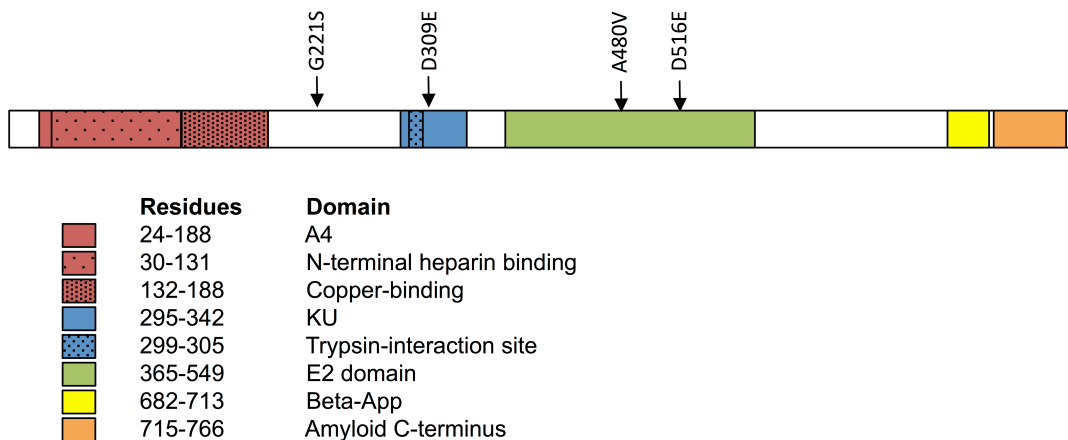 G221S
D309E
A480V
D516E
Residues Domain
24-188 A4
30-131 N-terminal heparin binding
132-188 Copper-binding
295-342 KU
299-305 Trypsin-interaction site
365-549 E2 domain
682-713 Beta-App
715-766 Amyloid C-terminus